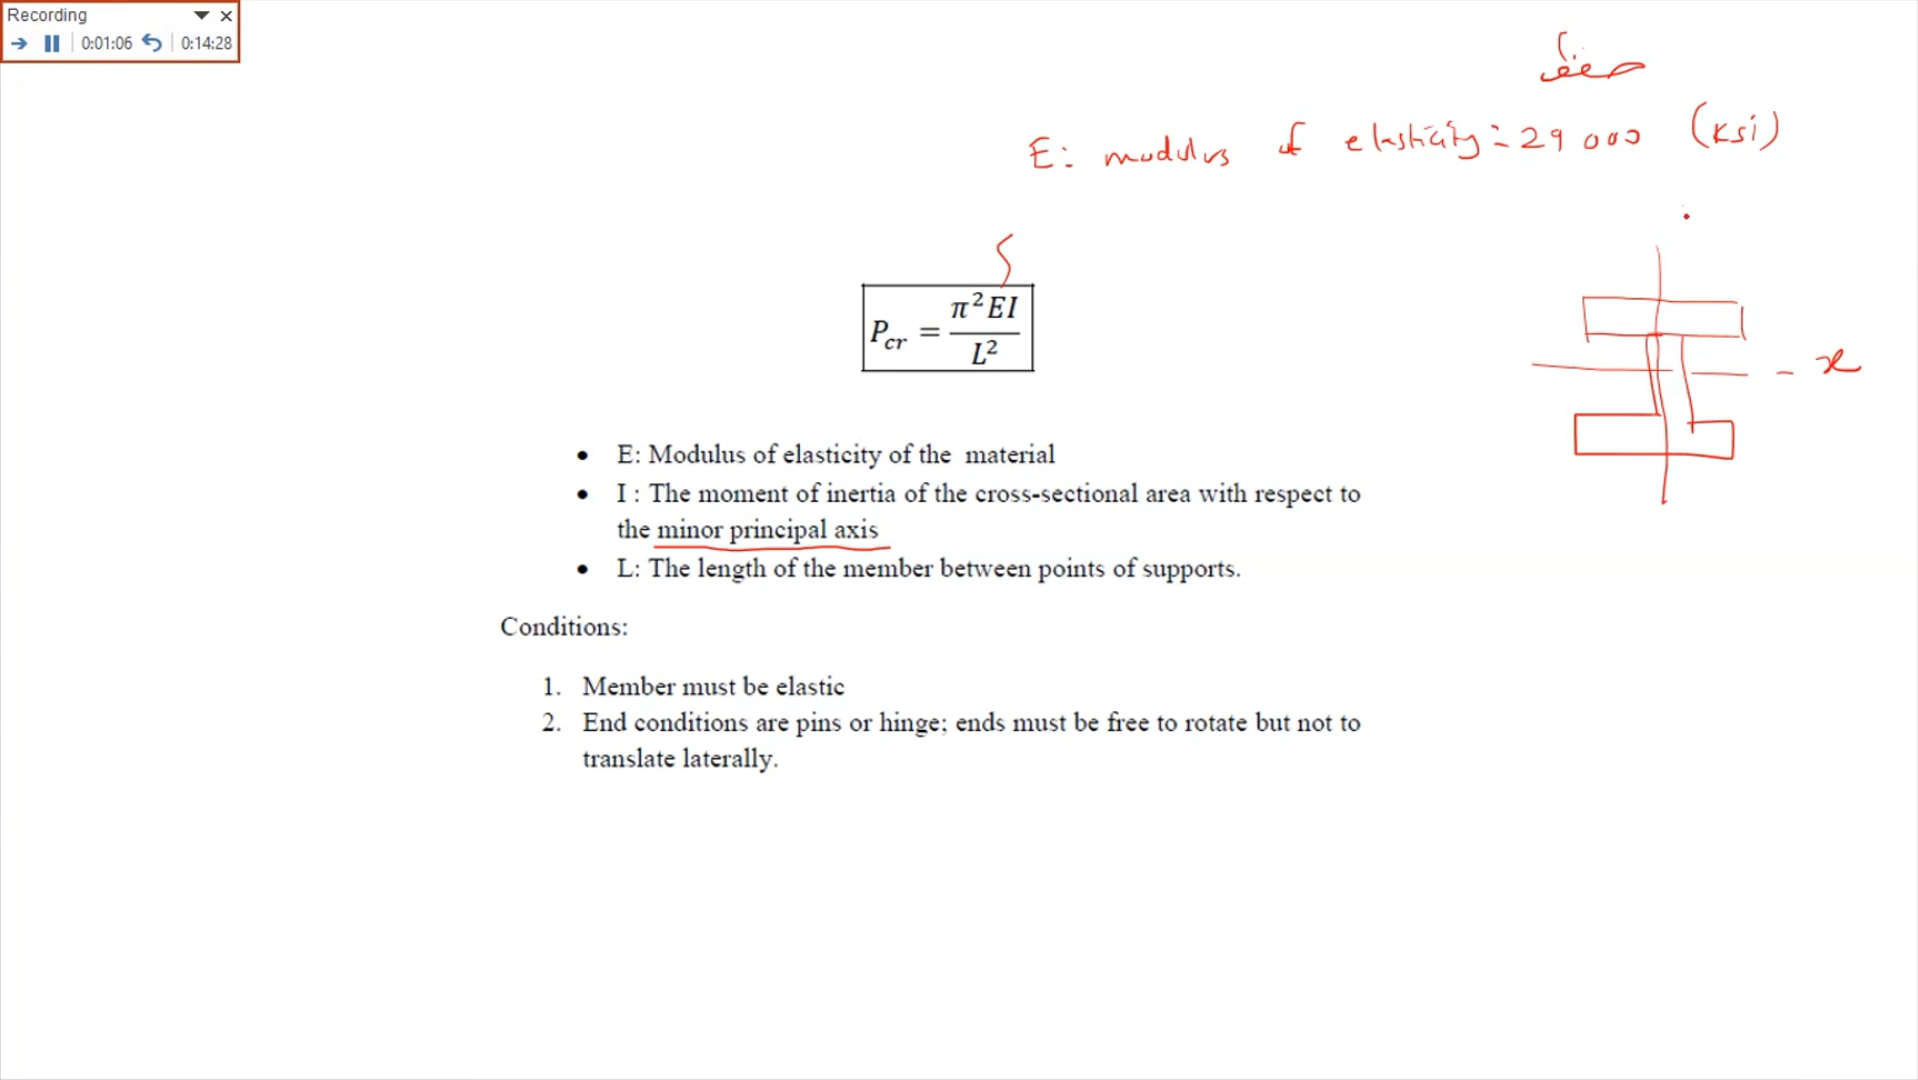 Recording
0:01:06 0:14:28
E: modulus of elasticity = 29 000 (ksi)
P_cr = π² EI / L²
- x
• E: Modulus of elasticity of the material
• I : The moment of inertia of the cross-sectional area with respect to
the minor principal axis
• L: The length of the member between points of supports.
Conditions:
1. Member must be elastic
2. End conditions are pins or hinge; ends must be free to rotate but not to
translate laterally.